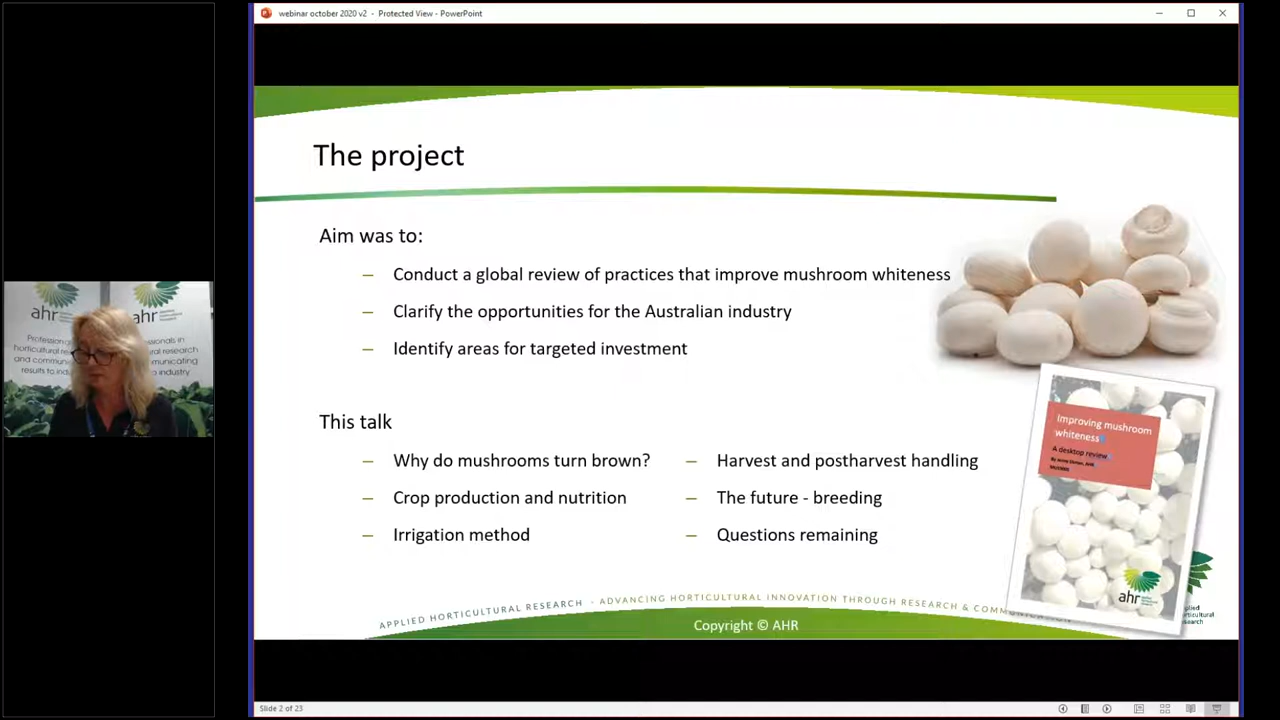 webinar october 2020 v2 - Protected View - PowerPoint
The project
Aim was to:
– Conduct a global review of practices that improve mushroom whiteness
– Clarify the opportunities for the Australian industry
– Identify areas for targeted investment
This talk
– Why do mushrooms turn brown?
– Crop production and nutrition
– Irrigation method
– Harvest and postharvest handling
– The future - breeding
– Questions remaining
Improving mushroom
whiteness
A desktop review
ahr
APPLIED HORTICULTURAL RESEARCH - ADVANCING HORTICULTURAL INNOVATION THROUGH RESEARCH &
Copyright © AHR
Slide 2 of 23
ahr
ahr